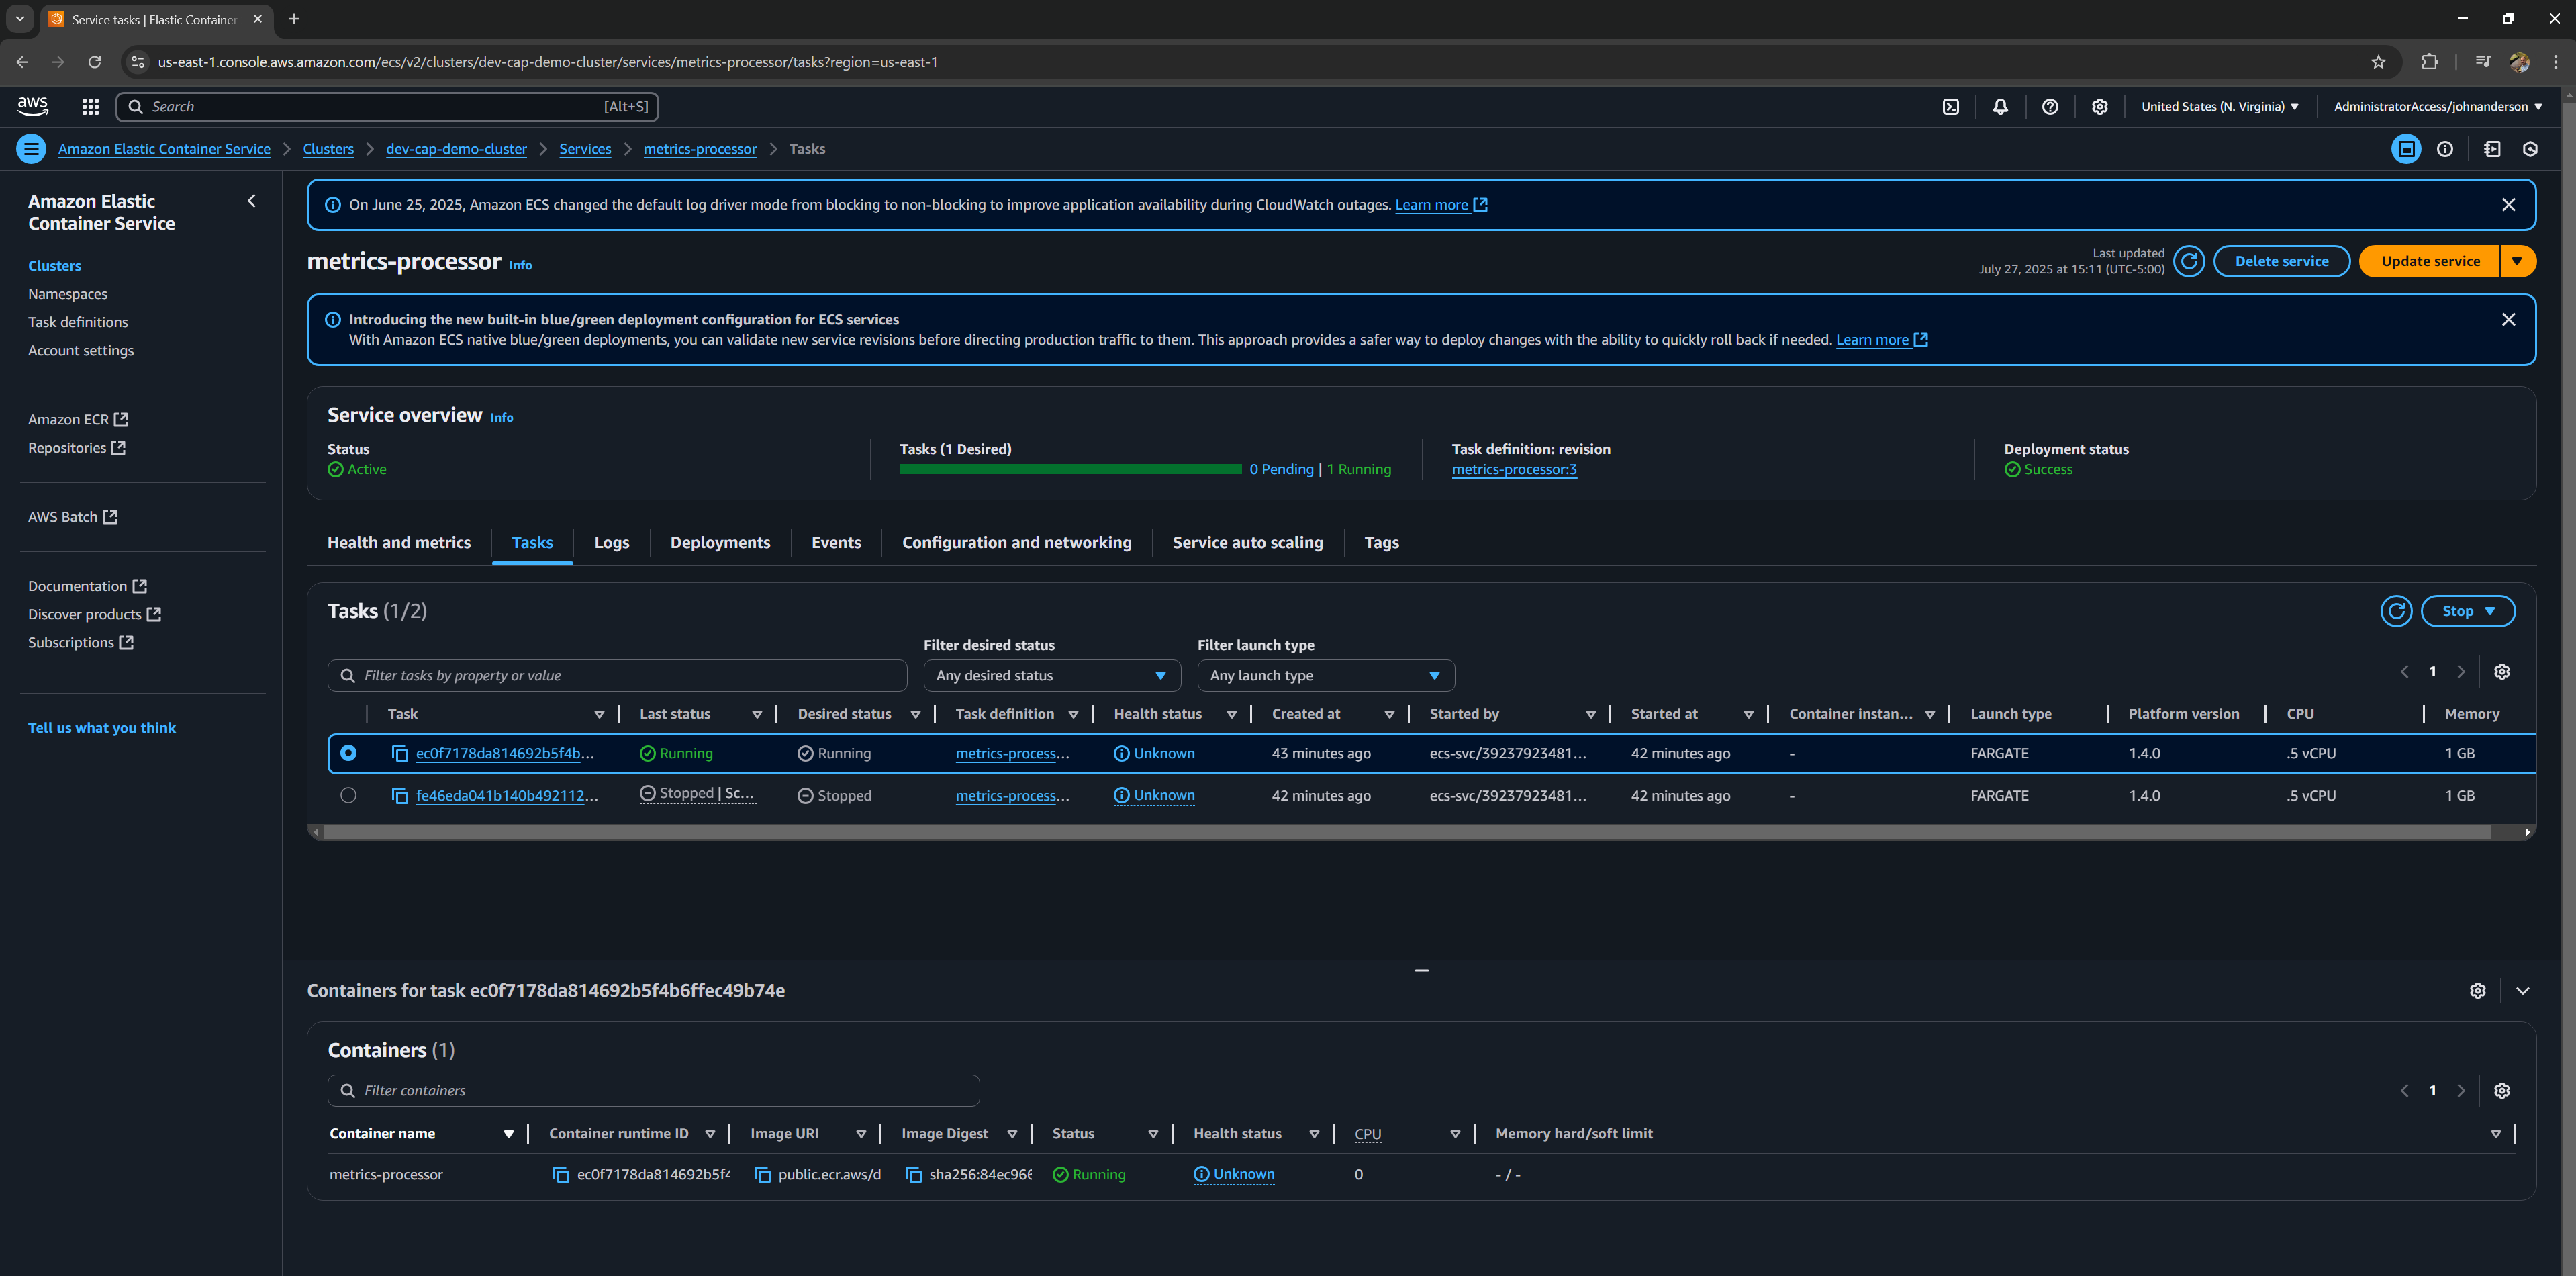 Service tasks | Elastic Container
us-east-1.console.aws.amazon.com/ecs/v2/clusters/dev-cap-demo-cluster/services/metrics-processor/tasks?region=us-east-1
aws Search [Alt+S] United States (N. Virginia) AdministratorAccess/johnanderson
Amazon Elastic Container Service Clusters dev-cap-demo-cluster Services metrics-processor Tasks
Amazon Elastic
Container Service
Clusters
Namespaces
Task definitions
Account settings
Amazon ECR
Repositories
AWS Batch
Documentation
Discover products
Subscriptions
Tell us what you think
On June 25, 2025, Amazon ECS changed the default log driver mode from blocking to non-blocking to improve application availability during CloudWatch outages. Learn more
metrics-processor Info
Last updated
July 27, 2025 at 15:11 (UTC-5:00)
Delete service Update service
Introducing the new built-in blue/green deployment configuration for ECS services
With Amazon ECS native blue/green deployments, you can validate new service revisions before directing production traffic to them. This approach provides a safer way to deploy changes with the ability to quickly roll back if needed. Learn more
Service overview Info
Status Tasks (1 Desired) Task definition: revision Deployment status
Active 0 Pending | 1 Running metrics-processor:3 Success
Health and metrics Tasks Logs Deployments Events Configuration and networking Service auto scaling Tags
Tasks (1/2) Stop
Filter desired status Filter launch type
Filter tasks by property or value Any desired status Any launch type 1
Task Last status Desired status Task definition Health status Created at Started by Started at Container instan... Launch type Platform version CPU Memory
ec0f7178da814692b5f4b... Running Running metrics-process... Unknown 43 minutes ago ecs-svc/39237923481... 42 minutes ago - FARGATE 1.4.0 .5 vCPU 1 GB
fe46eda041b140b492112... Stopped | Sc... Stopped metrics-process... Unknown 42 minutes ago ecs-svc/39237923481... 42 minutes ago - FARGATE 1.4.0 .5 vCPU 1 GB
Containers for task ec0f7178da814692b5f4b6ffec49b74e
Containers (1)
Filter containers 1
Container name Container runtime ID Image URI Image Digest Status Health status CPU Memory hard/soft limit
metrics-processor ec0f7178da814692b5f4 public.ecr.aws/d sha256:84ec966 Running Unknown 0 - / -